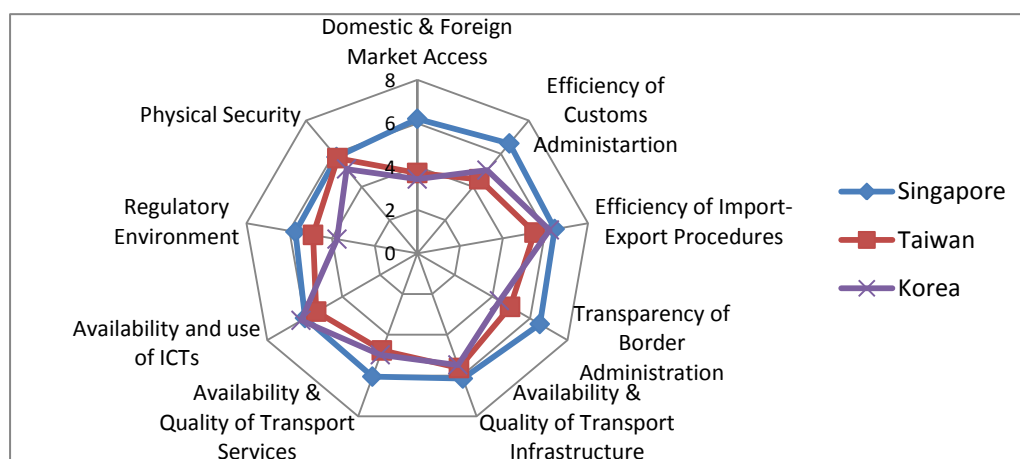 Domestic & Foreign
Market Access
Efficiency of
Customs
Administartion
Efficiency of Import-
Export Procedures
Transparency of
Border
Administration
Availability &
Quality of Transport
Infrastructure
Availability &
Quality of Transport
Services
Availability and use
of ICTs
Regulatory
Environment
Physical Security
8
6
4
2
0
Singapore
Taiwan
Korea